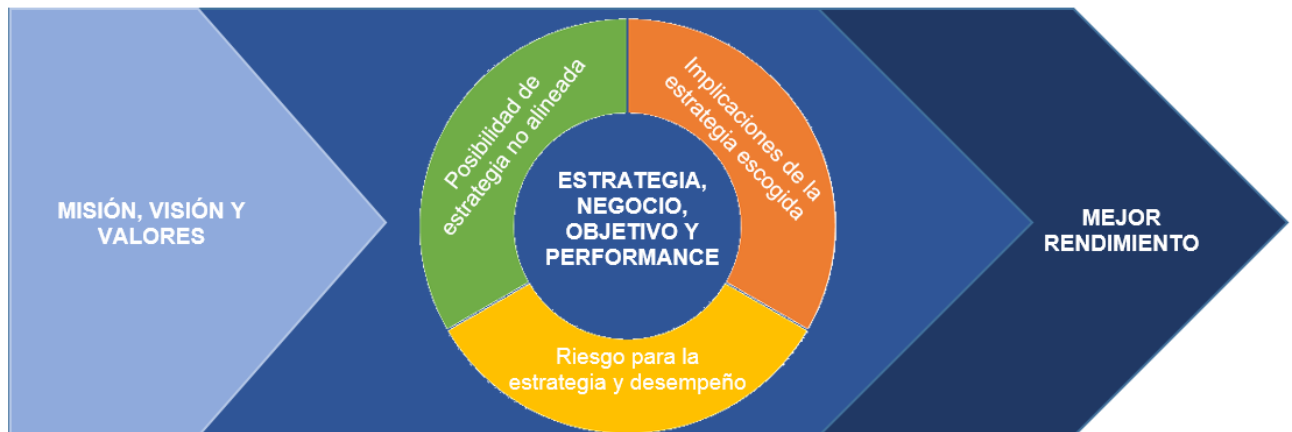 MISIÓN, VISIÓN Y
VALORES
Posibilidad de
estrategia no alineada
Implicaciones de la
estrategia escogida
ESTRATEGIA,
NEGOCIO,
OBJETIVO Y
PERFORMANCE
Riesgo para la
estrategia y desempeño
MEJOR
RENDIMIENTO